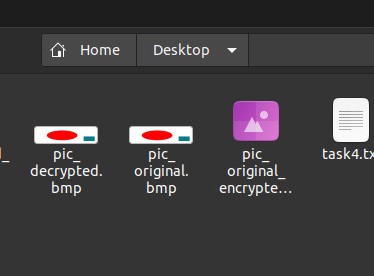 Home Desktop
pic_
decrypted.
bmp
pic_
original.
bmp
pic_
original_
encrypte...
task4.tx